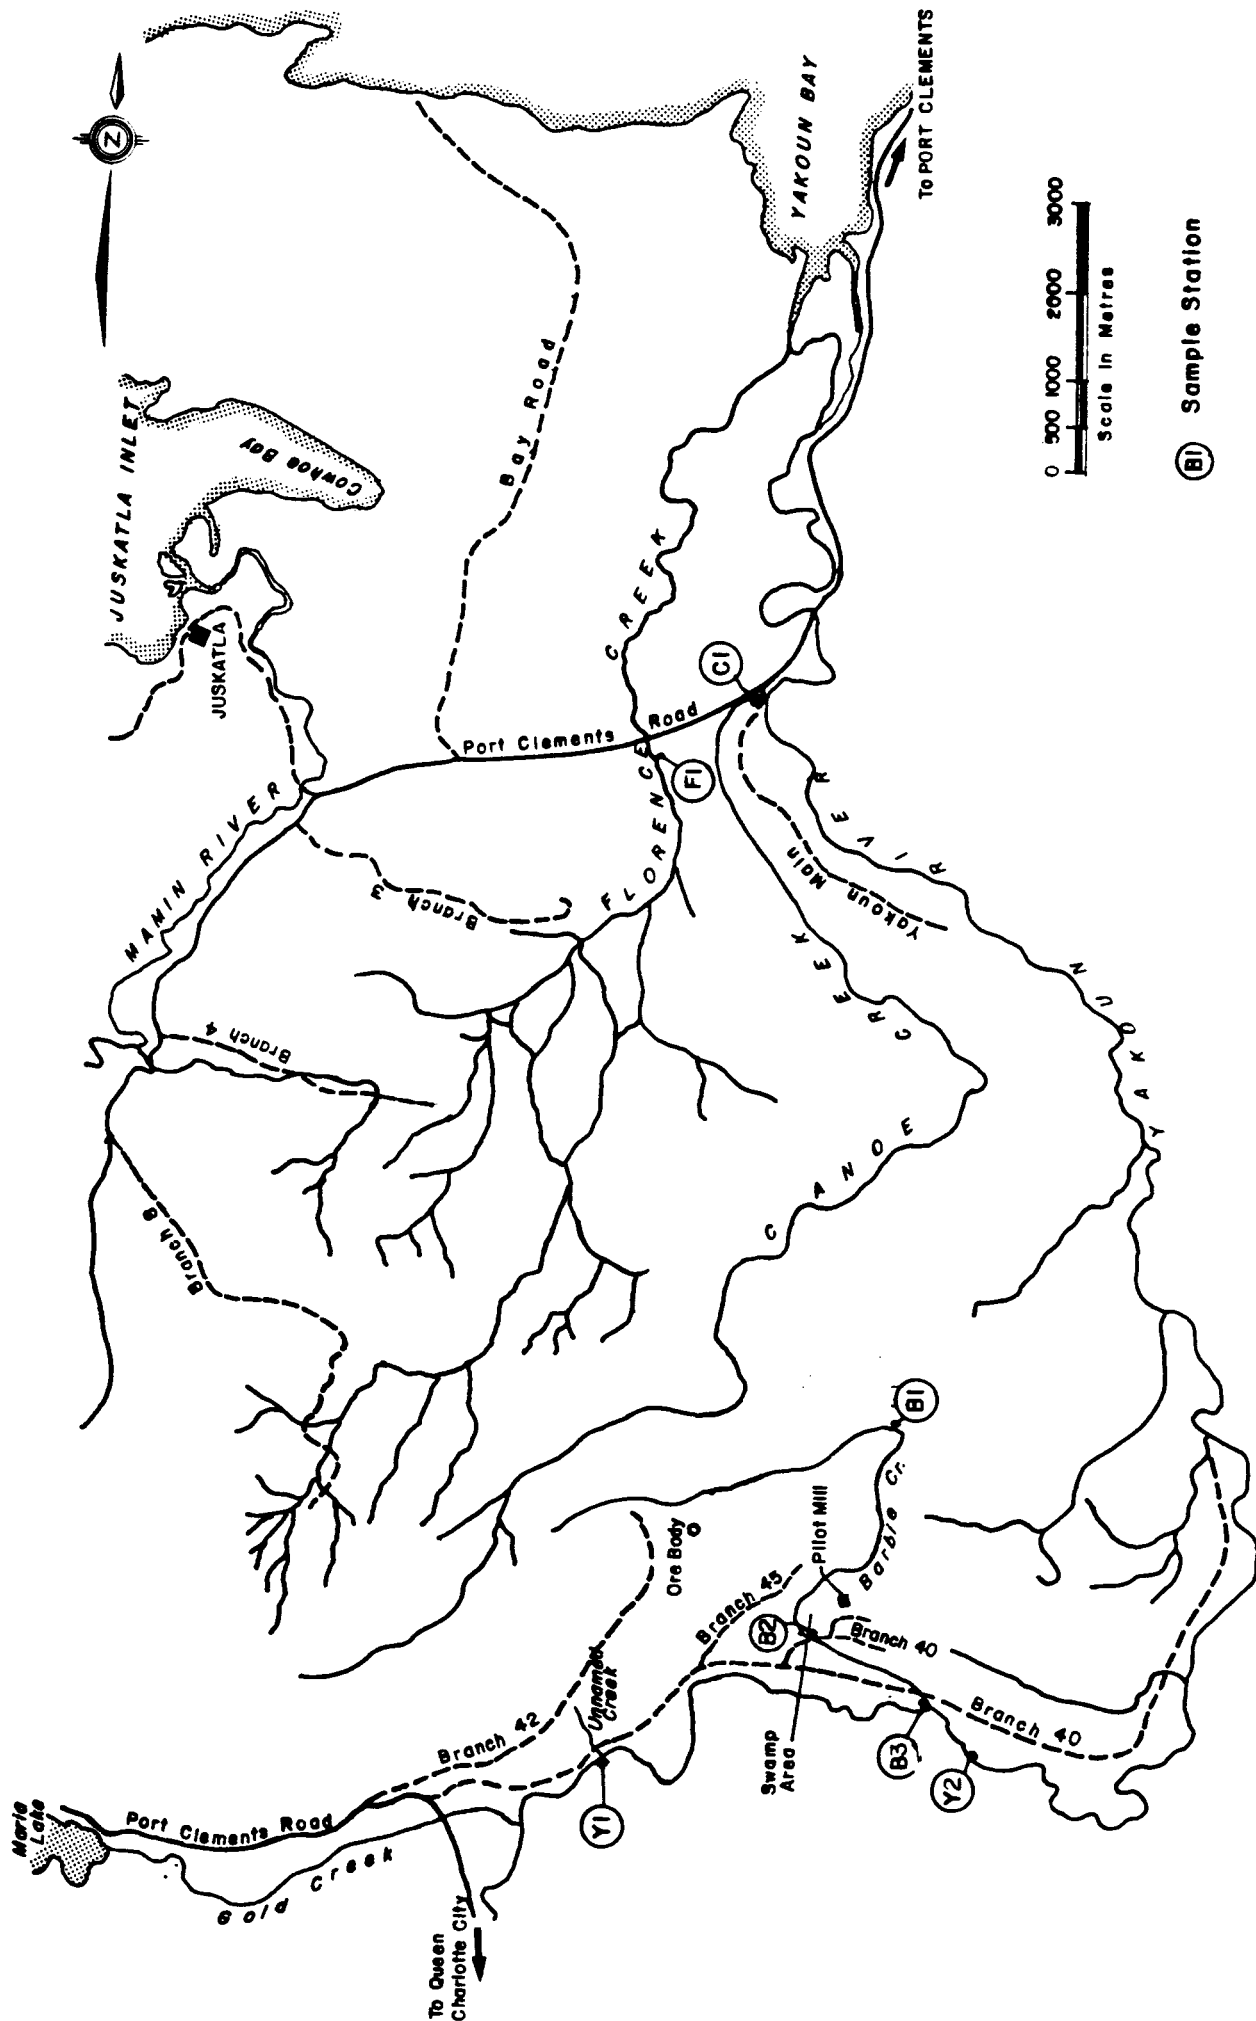 N
JUSKATLA INLET
Cowhoe Bay
JUSKATLA
MAMIN RIVER
Bay Road
YAKOUN BAY
To PORT CLEMENTS
Port Clements Road
FLORENCE CREEK
F1
C1
Branch 3
Branch 4
Branch 8
Yakoun Main
YAKOUN RIVER
CANOE CREEK
0 500 1000 2000 3000
Scale In Metres
B1 Sample Station
B1
Barbie Cr.
Pilot Mill
Ore Body
Branch 45
B2
Branch 40
Branch 40
Swamp
Area
B3
Y2
Y1
Unnamed
Creek
Branch 42
Port Clements Road
Marie
Lake
Gold Creek
To Queen
Charlotte City